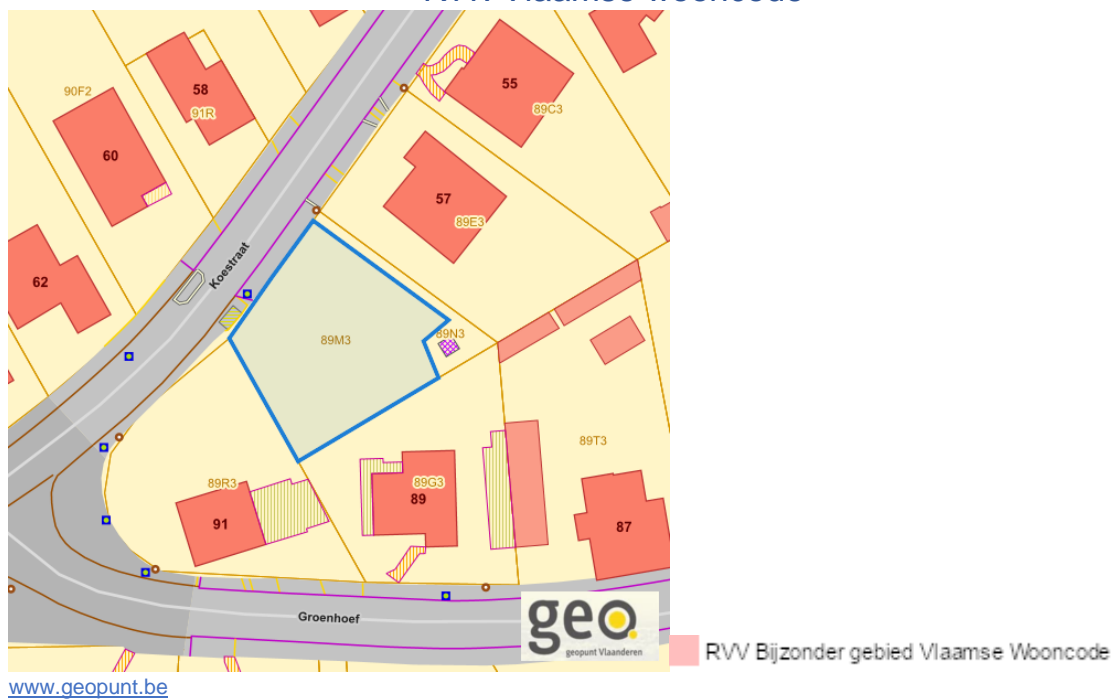 RVV Vlaamse wooncode
55
58
90F2
91R
89C3
60
57
89E3
Koestraat
62
89N3
89M3
89T3
89R3
89G3
89
91
87
Groenhoef
geo
geopunt Vlaanderen
RVV Bijzonder gebied Vlaamse Wooncode
www.geopunt.be